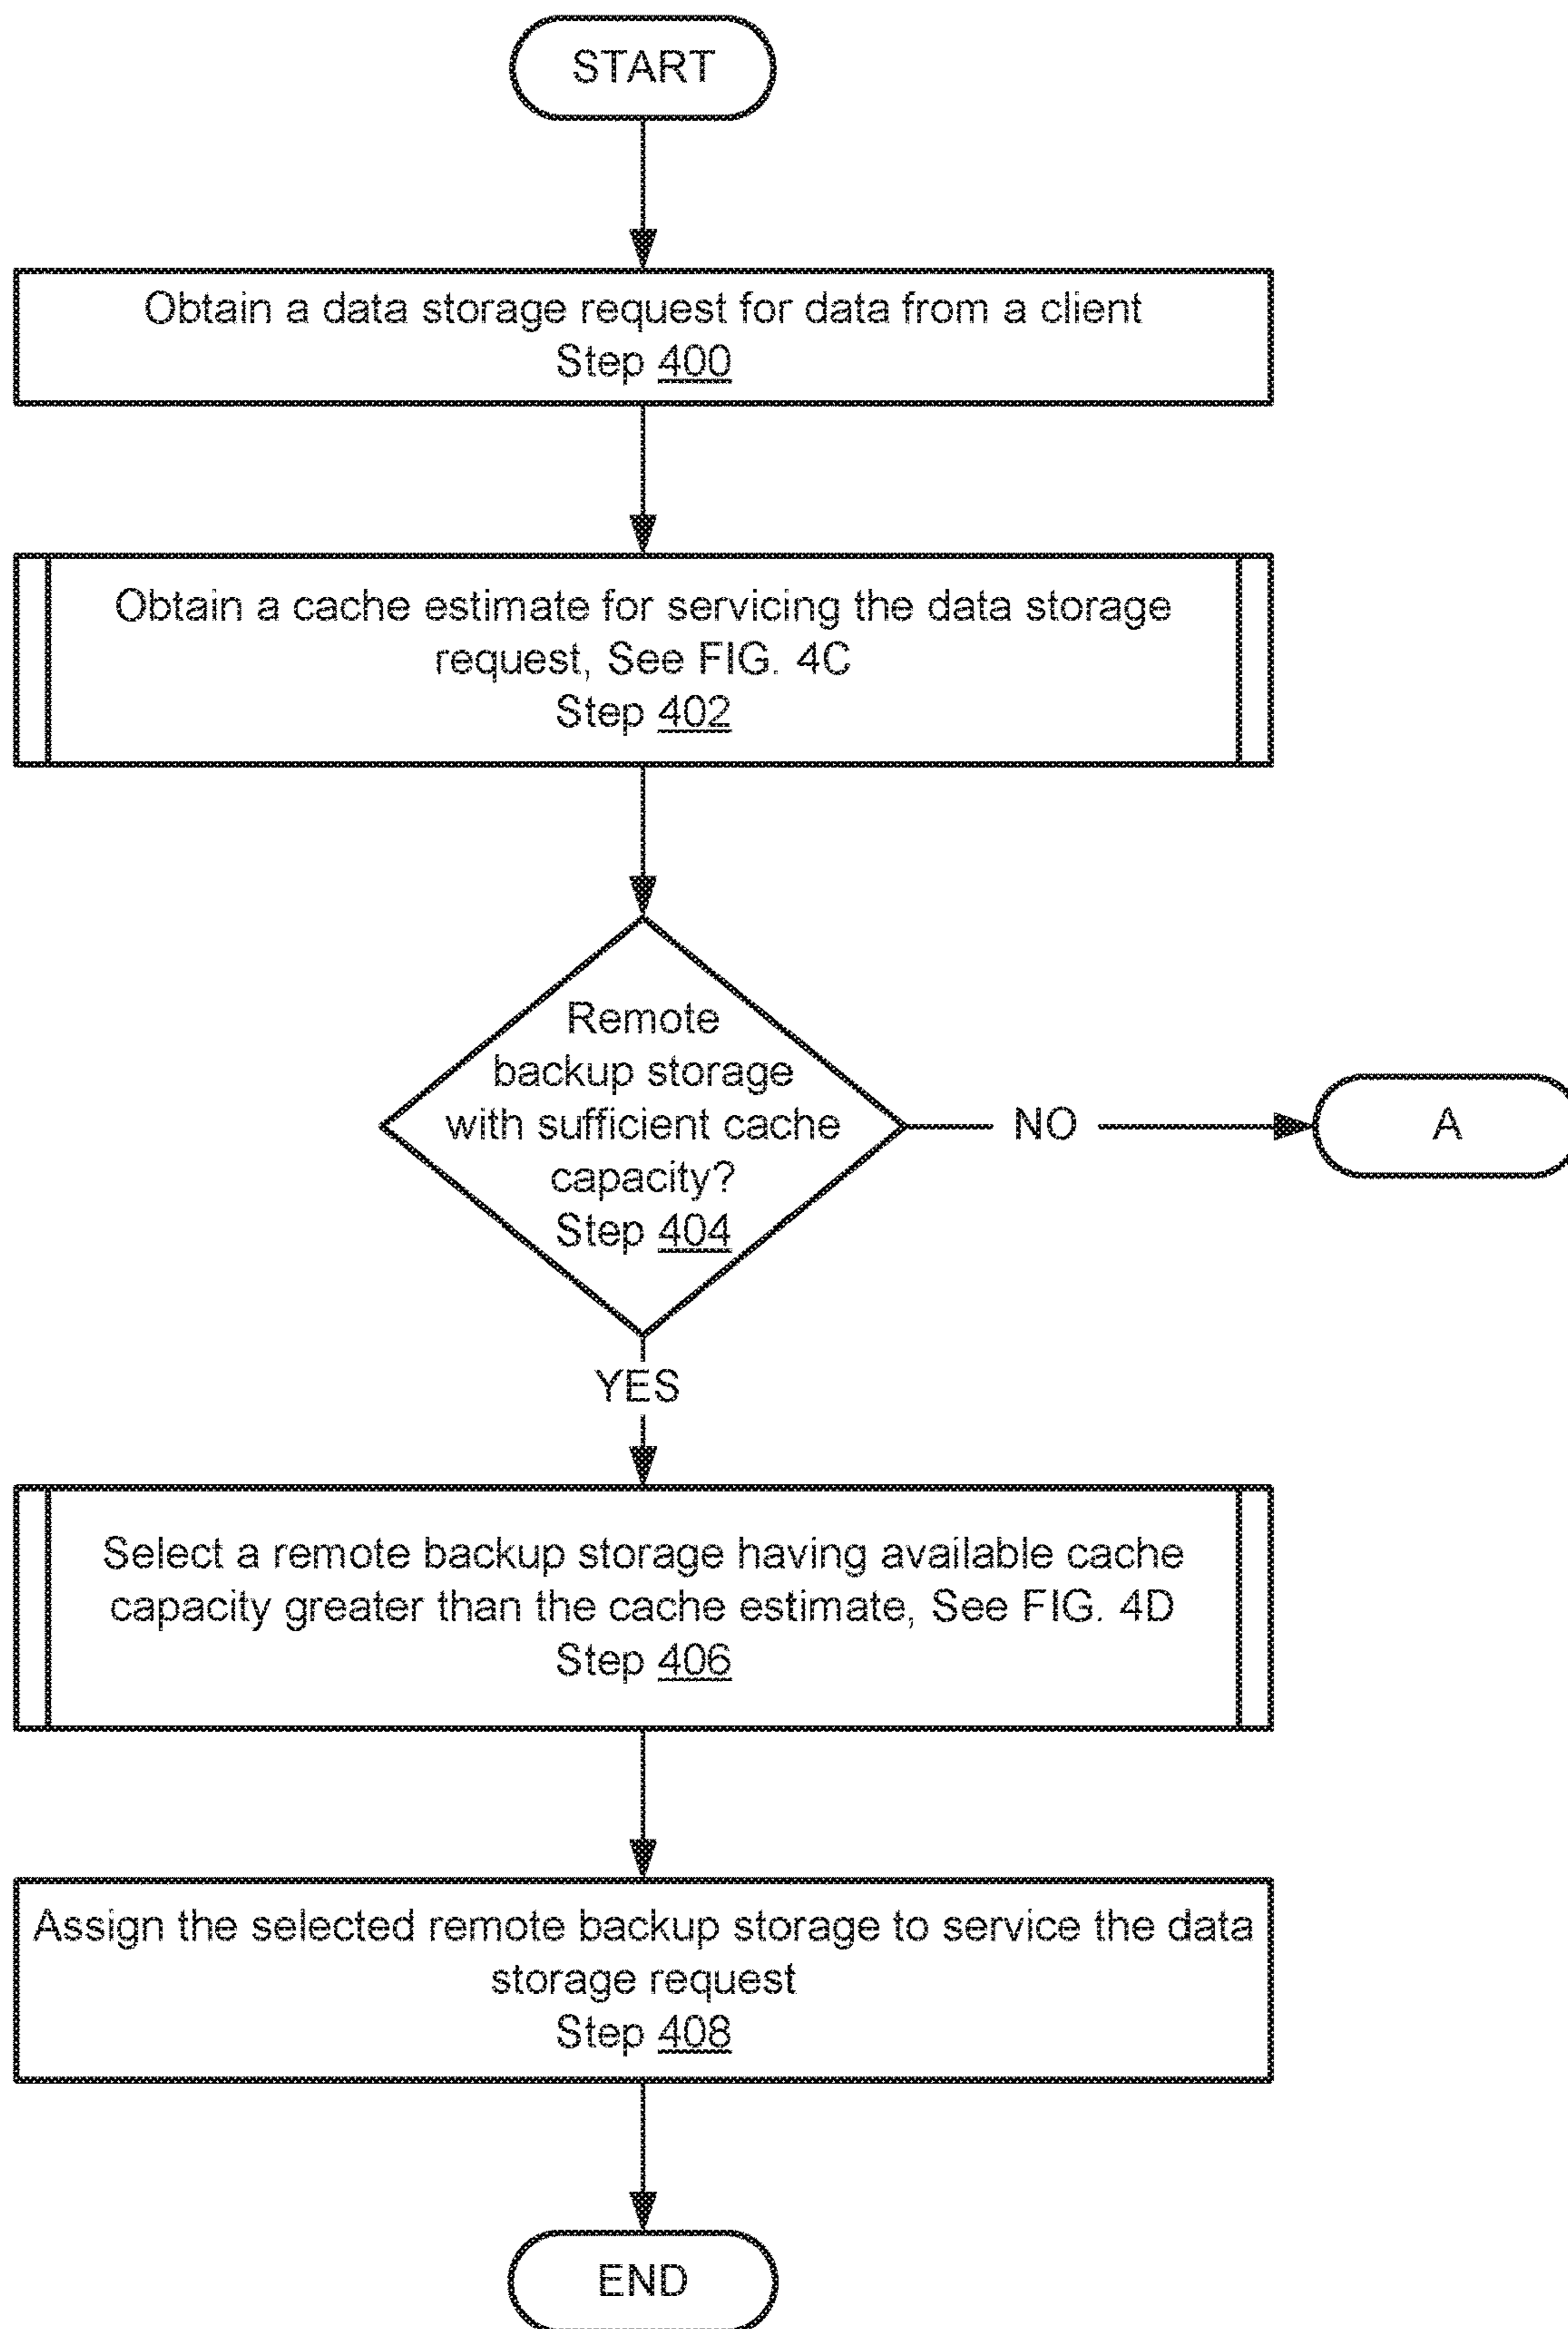 START
Obtain a data storage request for data from a client
Step 400
Obtain a cache estimate for servicing the data storage
request, See FIG. 4C
Step 402
Remote
backup storage
with sufficient cache
capacity?
Step 404
NO
A
YES
Select a remote backup storage having available cache
capacity greater than the cache estimate, See FIG. 4D
Step 406
Assign the selected remote backup storage to service the data
storage request
Step 408
END